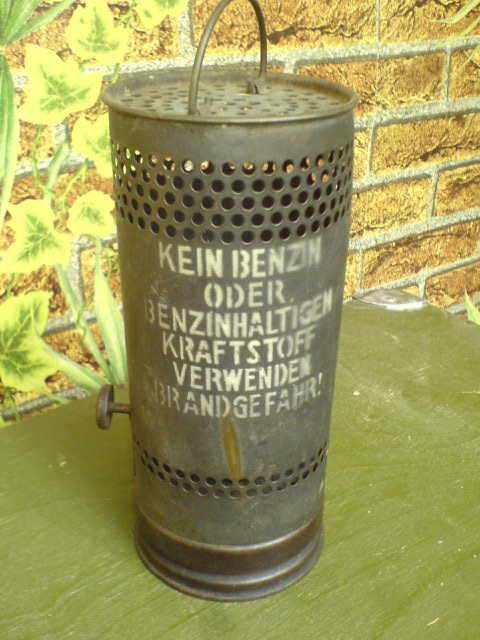 KEIN BENZIN
ODER
BENZINHALTIGEN
KRAFTSTOFF
VERWENDEN
BRANDGEFAHR!